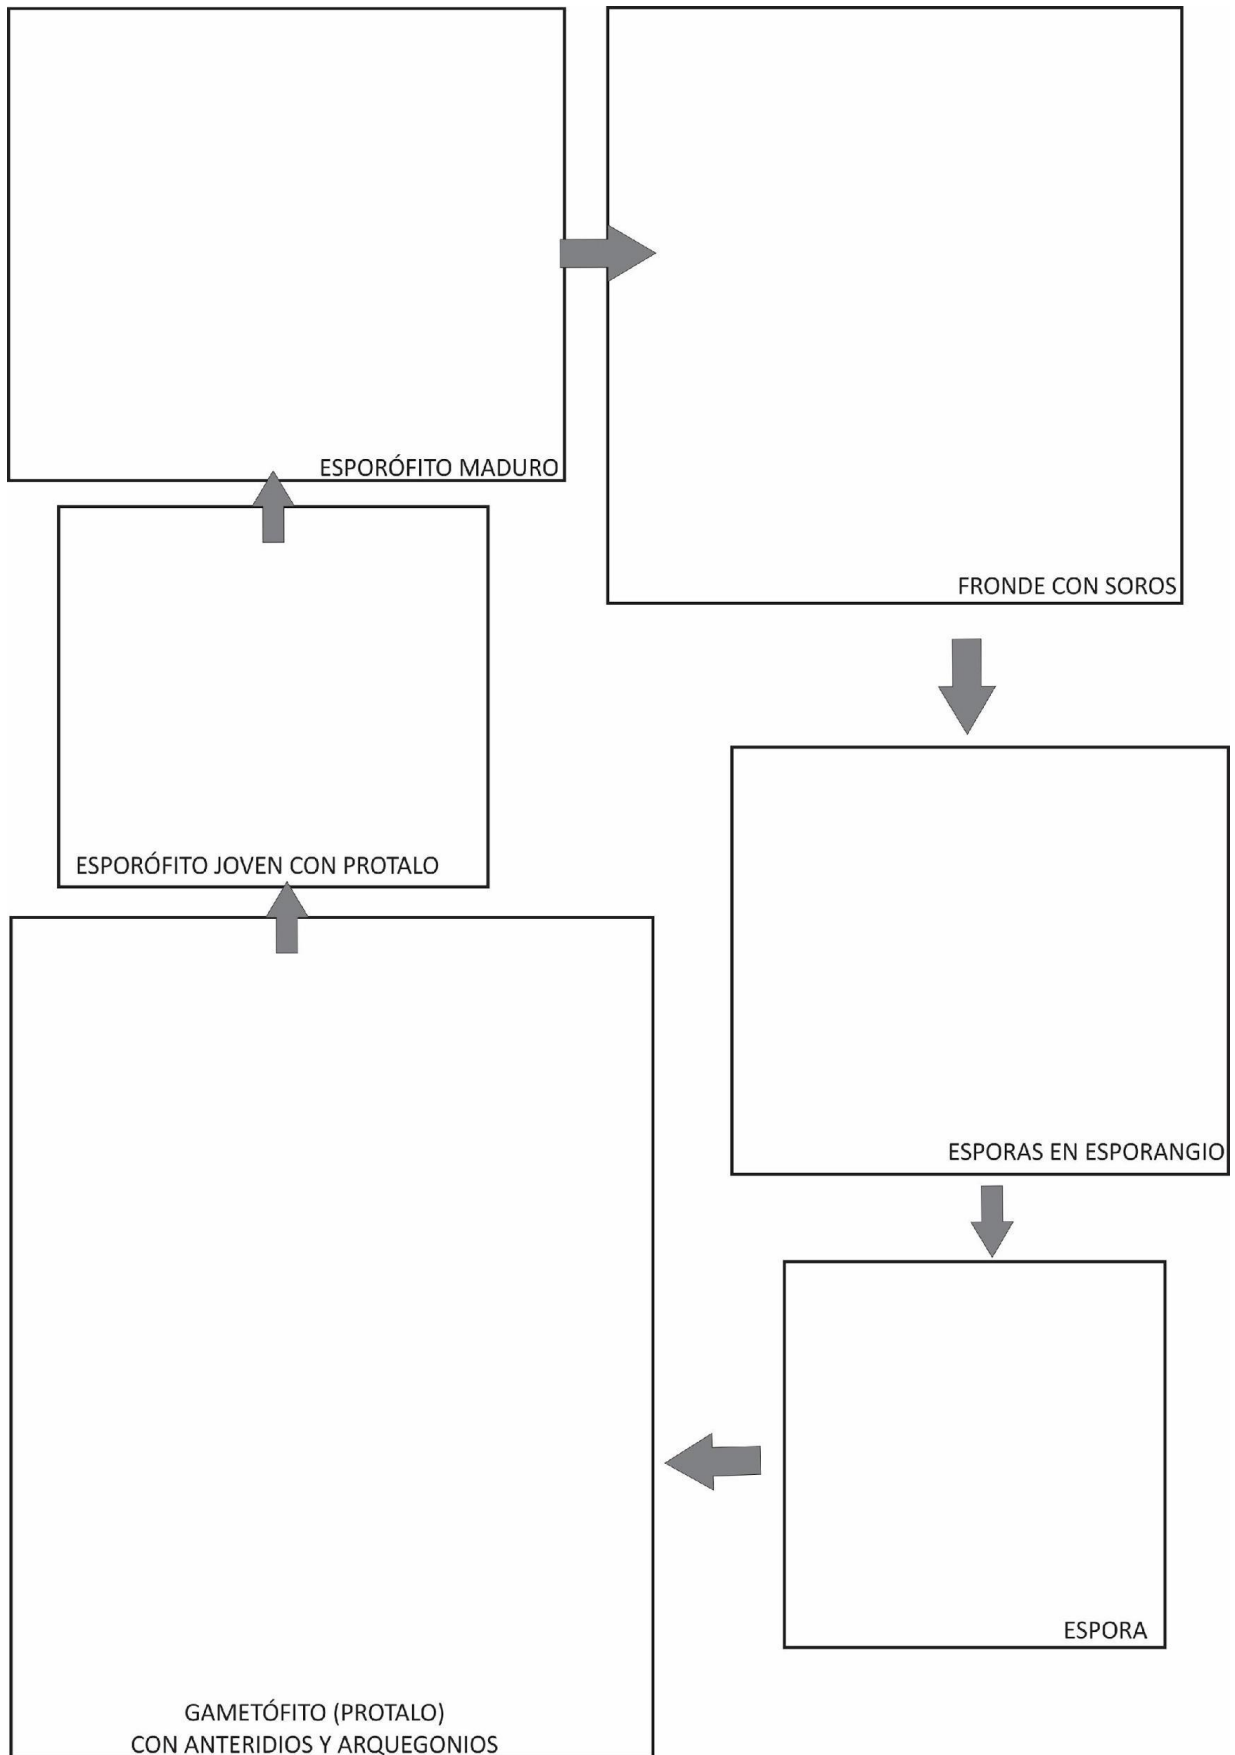 ESPORÓFITO MADURO
FRONDE CON SOROS
ESPORÓFITO JOVEN CON PROTALO
ESPORAS EN ESPORANGIO
ESPORA
GAMETÓFITO (PROTALO)
CON ANTERIDIOS Y ARQUEGONIOS